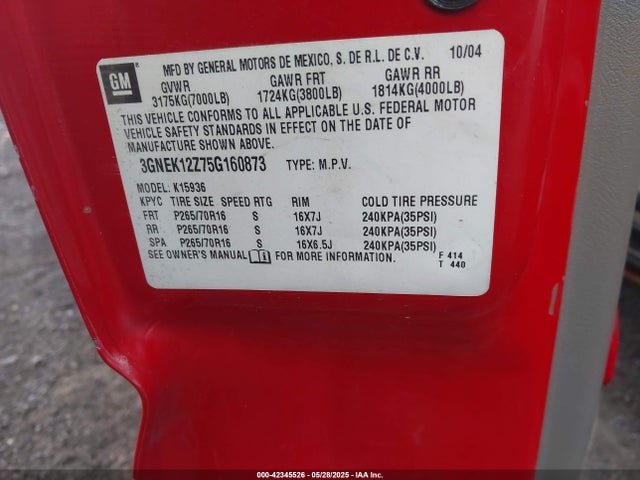 GM
MFD BY GENERAL MOTORS DE MEXICO, S. DE R.L. DE C.V. 10/04
GVWR GAWR FRT GAWR RR
3175KG(7000LB) 1724KG(3800LB) 1814KG(4000LB)
THIS VEHICLE CONFORMS TO ALL APPLICABLE U.S. FEDERAL MOTOR
VEHICLE SAFETY STANDARDS IN EFFECT ON THE DATE OF
MANUFACTURE SHOWN ABOVE.
3GNEK12Z75G160873 TYPE: M.P.V.
MODEL: K15936
KPYC TIRE SIZE SPEED RTG RIM COLD TIRE PRESSURE
FRT P265/70R16 S 16X7J 240KPA(35PSI)
RR P265/70R16 S 16X7J 240KPA(35PSI)
SPA P265/70R16 S 16X6.5J 240KPA(35PSI)
SEE OWNER'S MANUAL FOR MORE INFORMATION. F 414
T 440
000-42345526 - 05/28/2025 - IAA Inc.